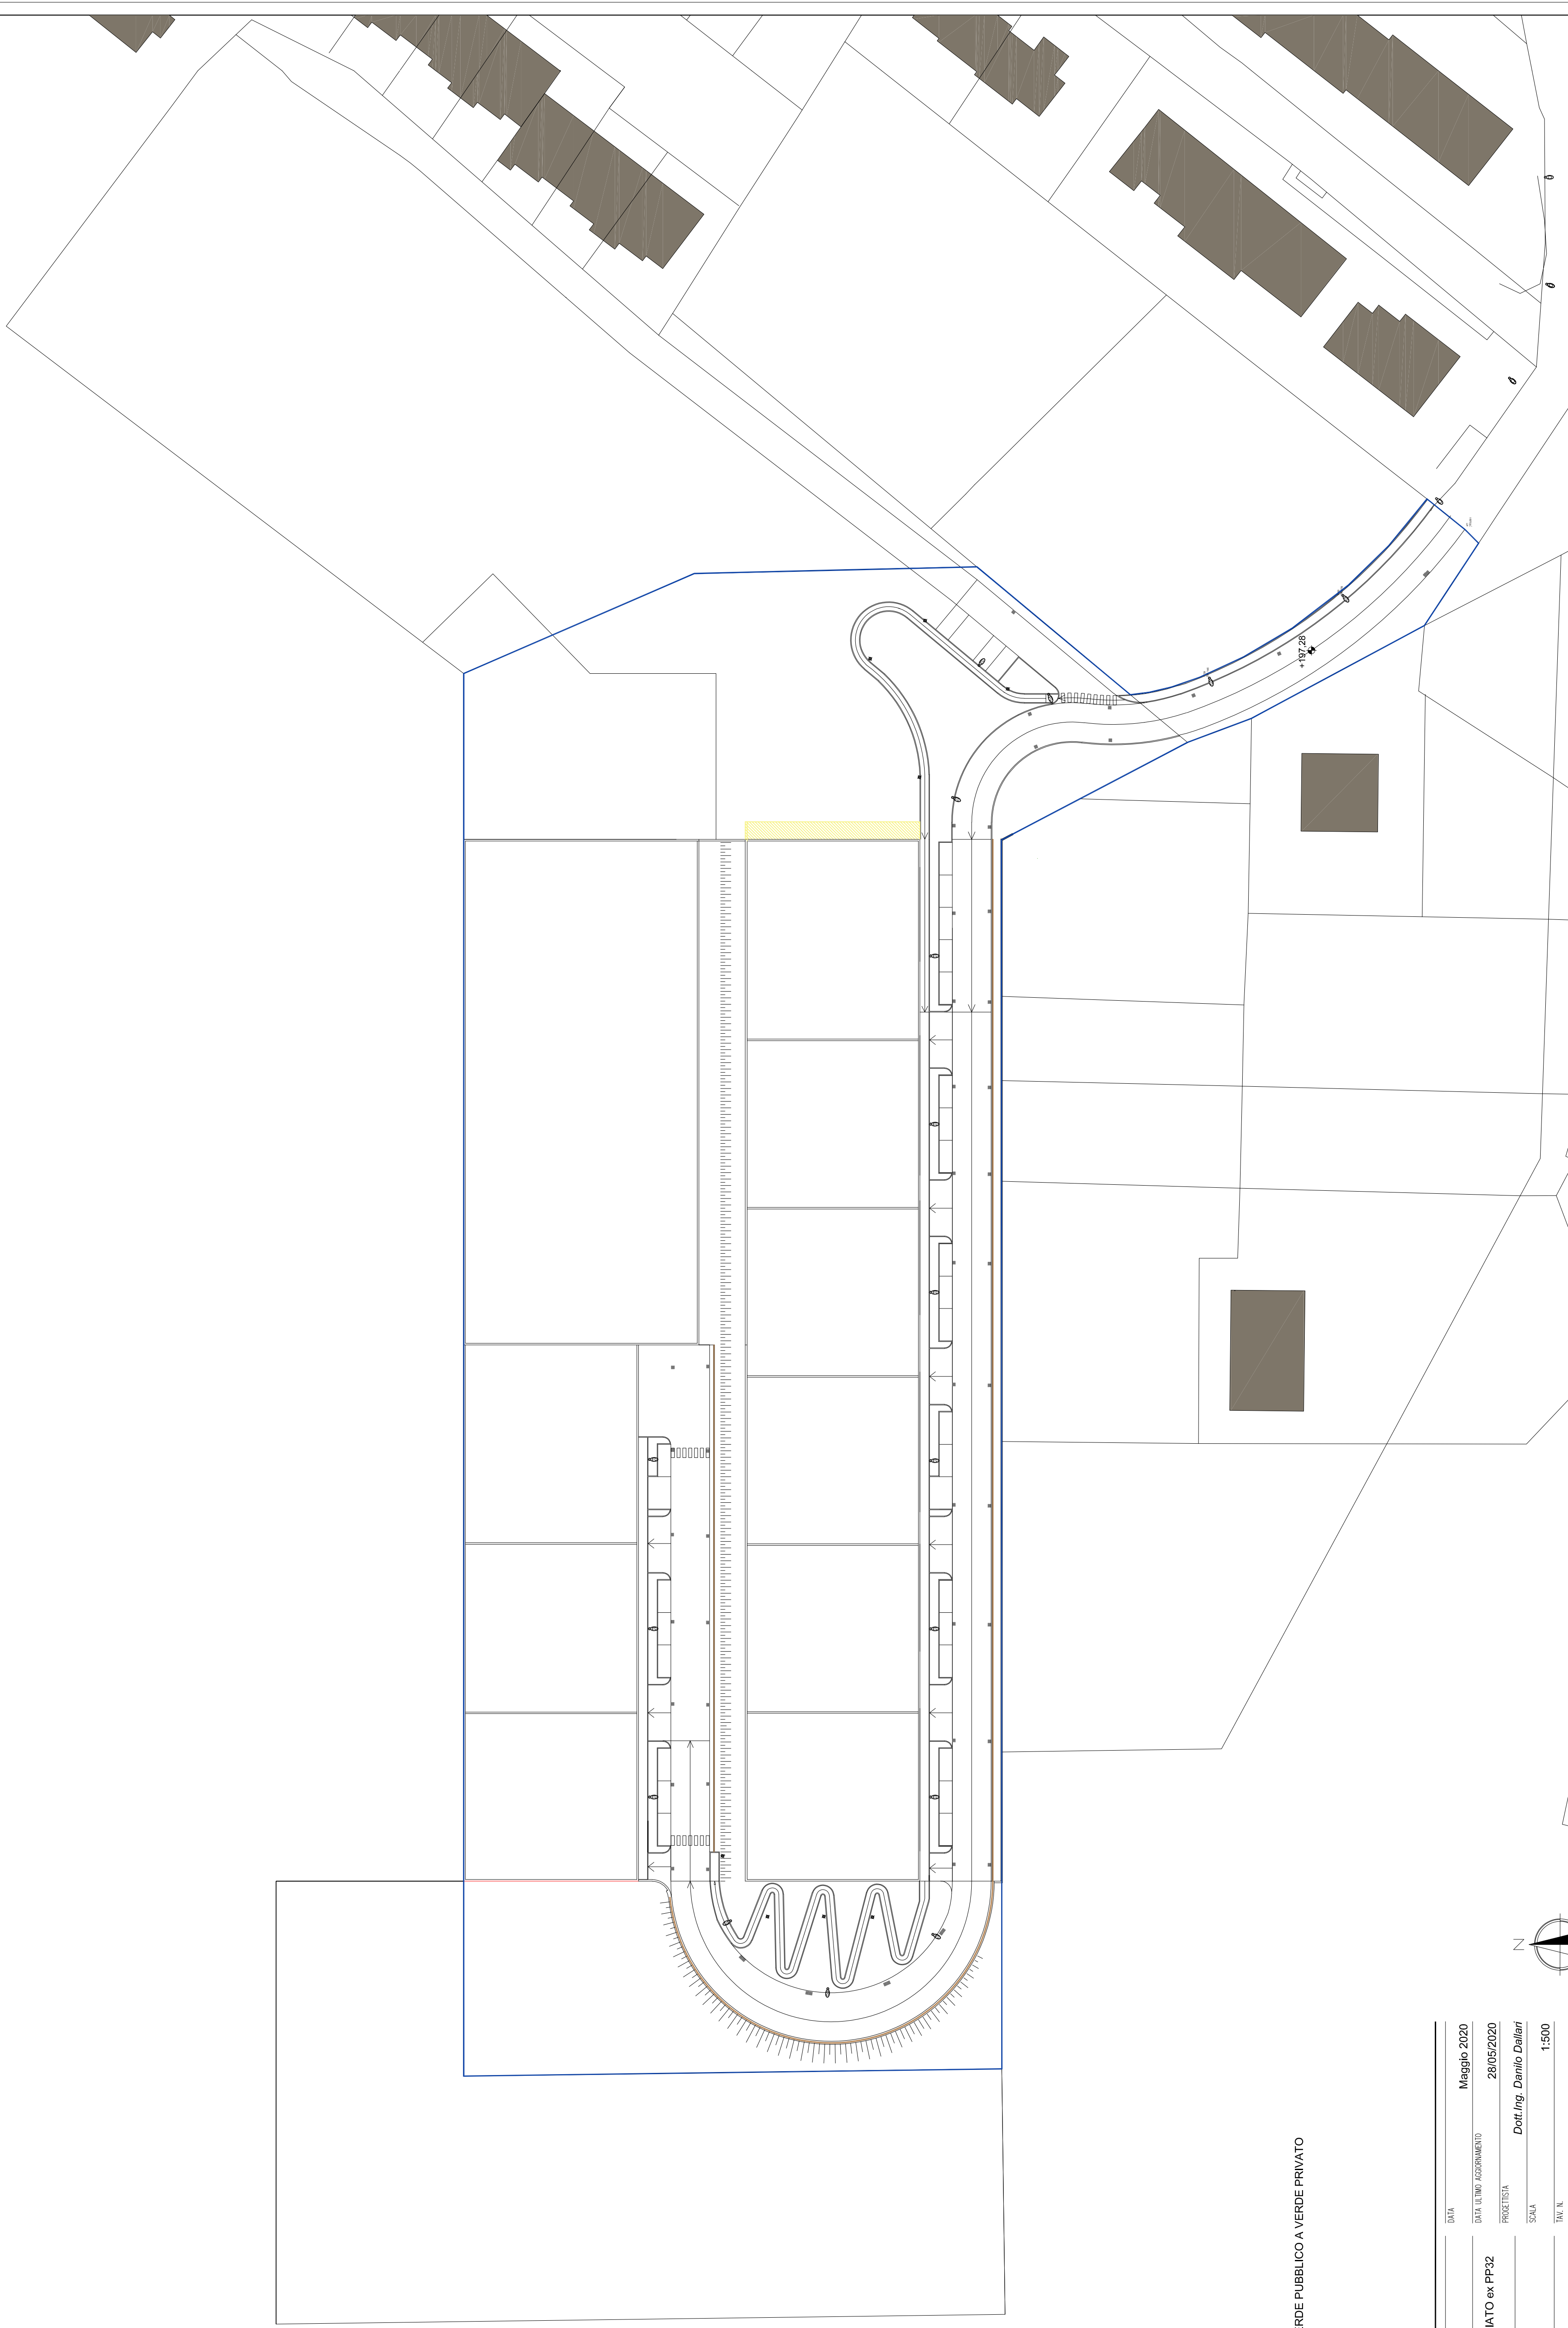 +197.28
N
ERDE PUBBLICO A VERDE PRIVATO
IATO ex PP32
DATA
Maggio 2020
DATA ULTIMO AGGIORNAMENTO
28/05/2020
PROGETTISTA
Dott.Ing. Danilo Dallari
SCALA
1:500
TAV. N.